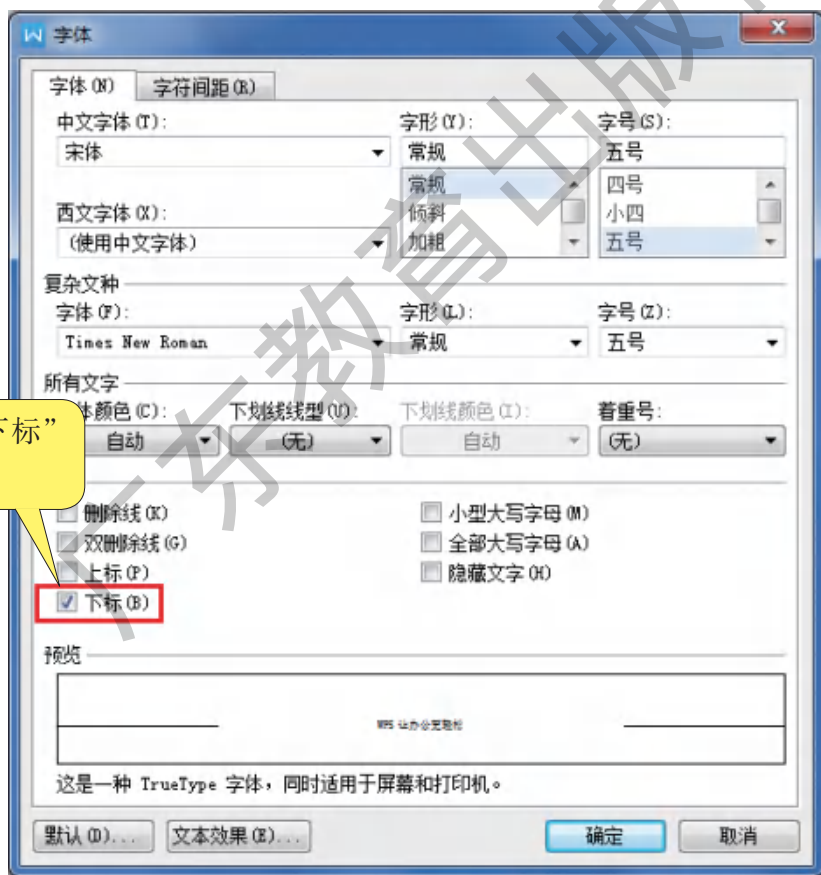 字体
字体(N) 字符间距(R)
中文字体(T): 字形(Y): 字号(S):
宋体 常规 五号
常规 四号
倾斜 小四
西文字体(X):
(使用中文字体) 加粗 五号
复杂文种
字体(F): 字形(L): 字号(Z):
Times New Roman 常规 五号
所有文字
体颜色(C): 下划线线型(U): 下划线颜色(I): 着重号:
自动 (无) 自动 (无)
下标”
删除线(K) 小型大写字母(M)
双删除线(G) 全部大写字母(A)
上标(P) 隐藏文字(H)
下标(B)
预览
WPS 让办公更轻松
这是一种 TrueType 字体，同时适用于屏幕和打印机。
默认(D)... 文本效果(E)... 确定 取消
广东教育出版